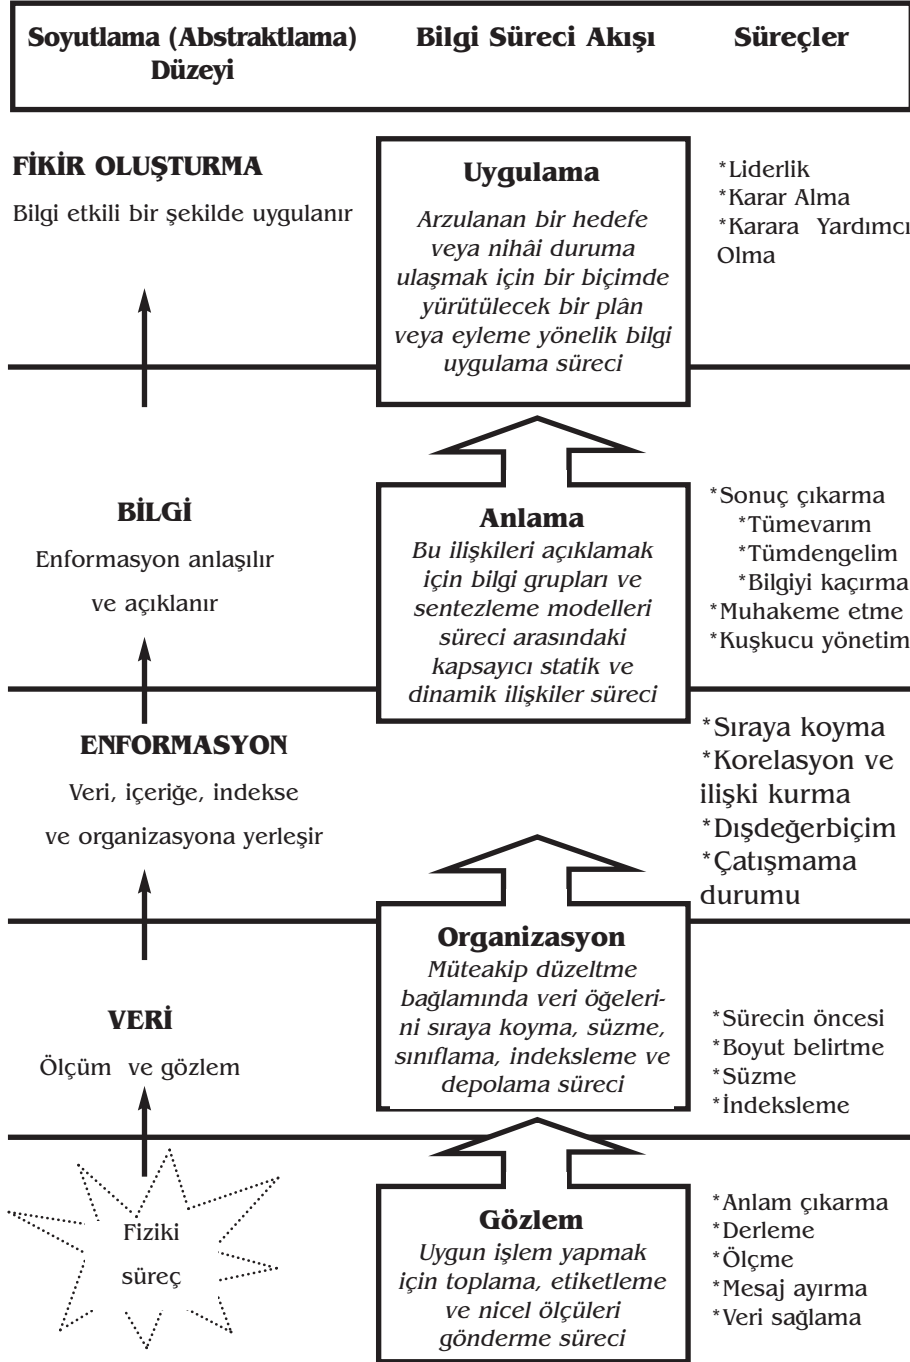 Soyutlama (Abstraktlama)
Düzeyi
Bilgi Süreci Akışı
Süreçler
FİKİR OLUŞTURMA
Bilgi etkili bir şekilde uygulanır
Uygulama
Arzulanan bir hedefe
veya nihâi duruma
ulaşmak için bir biçimde
yürütülecek bir plân
veya eyleme yönelik bilgi
uygulama süreci
*Liderlik
*Karar Alma
*Karara Yardımcı
Olma
BİLGİ
Enformasyon anlaşılır
ve açıklanır
Anlama
Bu ilişkileri açıklamak
için bilgi grupları ve
sentezleme modelleri
süreci arasındaki
kapsayıcı statik ve
dinamik ilişkiler süreci
*Sonuç çıkarma
*Tümevarım
*Tümdengelim
*Bilgiyi kaçırma
*Muhakeme etme
*Kuşkucu yönetim
ENFORMASYON
Veri, içeriğe, indekse
ve organizasyona yerleşir
*Sıraya koyma
*Korelasyon ve
ilişki kurma
*Dışdeğerbiçim
*Çatışmama
durumu
VERİ
Ölçüm ve gözlem
Organizasyon
Müteakip düzeltme
bağlamında veri öğeleri-
ni sıraya koyma, süzme,
sınıflama, indeksleme ve
depolama süreci
*Sürecin öncesi
*Boyut belirtme
*Süzme
*İndeksleme
Fiziki
süreç
Gözlem
Uygun işlem yapmak
için toplama, etiketleme
ve nicel ölçüleri
gönderme süreci
*Anlam çıkarma
*Derleme
*Ölçme
*Mesaj ayırma
*Veri sağlama